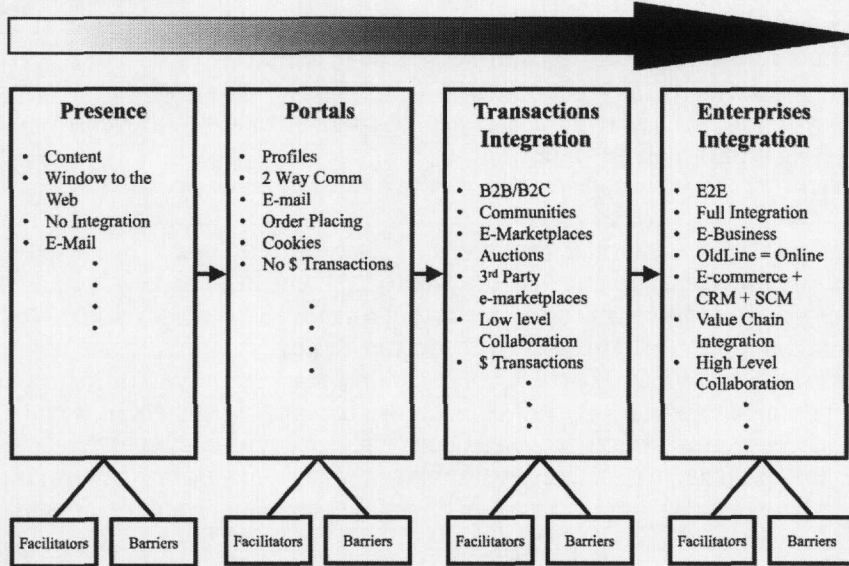 Presence
• Content
• Window to the
Web
• No Integration
• E-Mail
•
•
•
•
Portals
• Profiles
• 2 Way Comm
• E-mail
• Order Placing
• Cookies
• No $ Transactions
•
•
•
•
Transactions
Integration
• B2B/B2C
• Communities
• E-Marketplaces
• Auctions
• 3rd Party
e-marketplaces
• Low level
Collaboration
• $ Transactions
•
•
•
Enterprises
Integration
• E2E
• Full Integration
• E-Business
• OldLine = Online
• E-commerce +
CRM + SCM
• Value Chain
Integration
• High Level
Collaboration
•
•
•
Facilitators
Barriers
Facilitators
Barriers
Facilitators
Barriers
Facilitators
Barriers